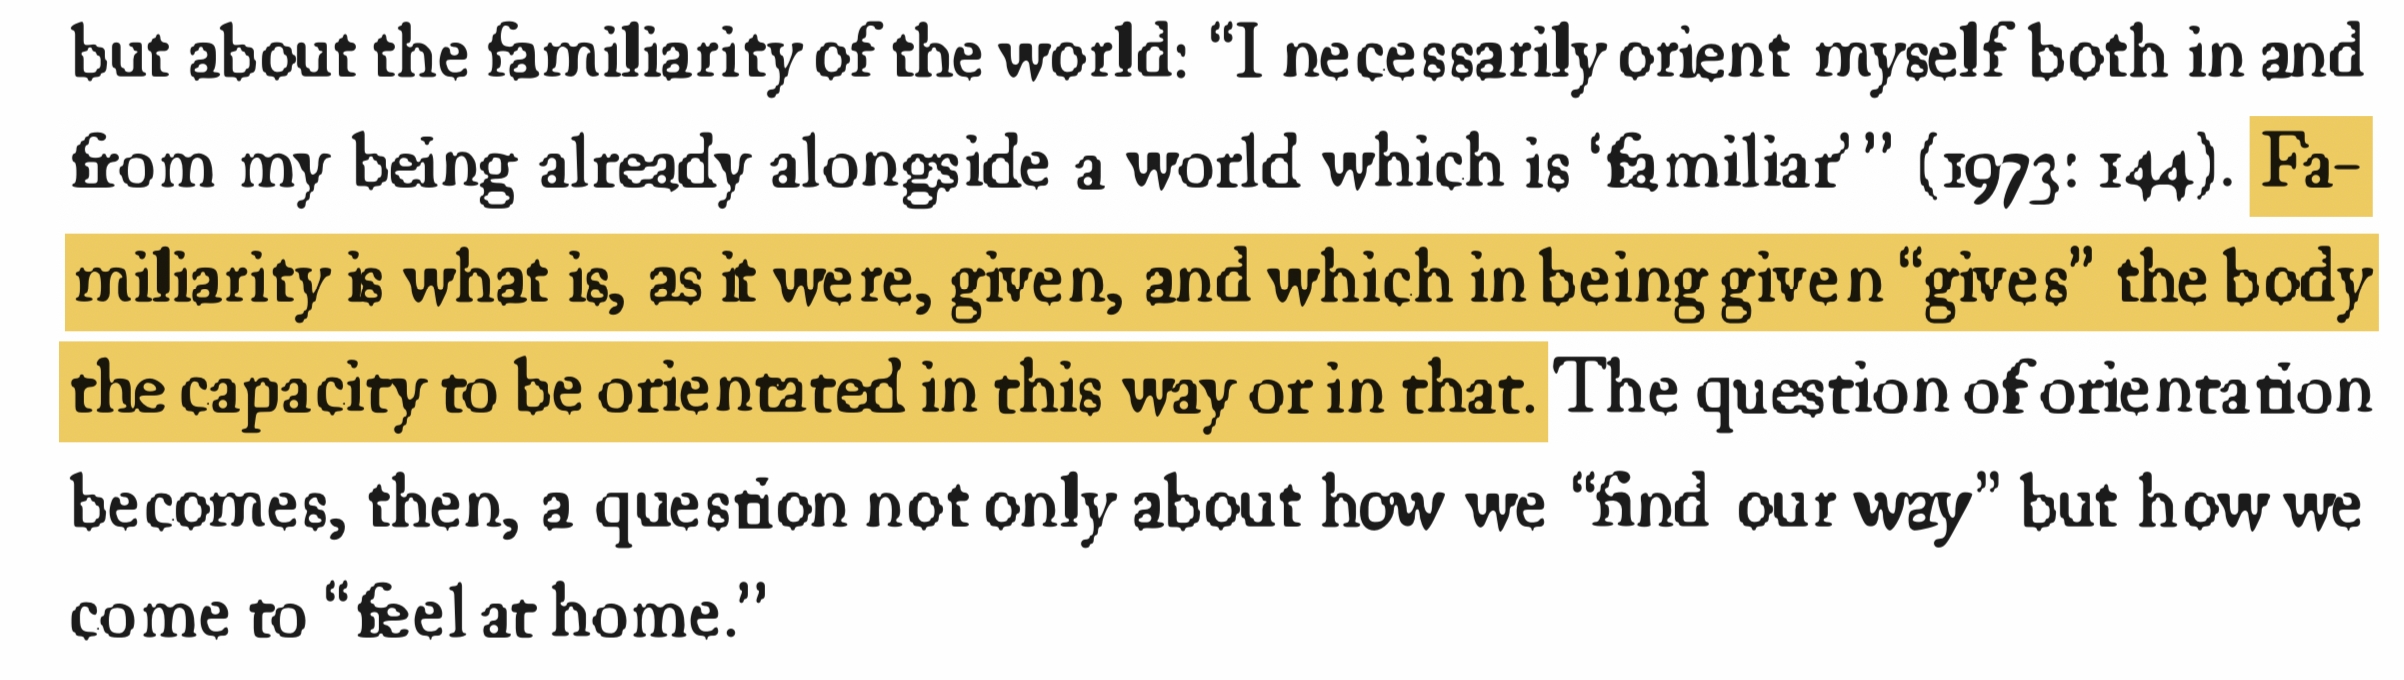 but about the familiarity of the world: “I necessarily orient myself both in and
from my being already alongside a world which is ‘familiar’” (1973: 144). Fa-
miliarity is what is, as it were, given, and which in being given “gives” the body
the capacity to be orientated in this way or in that. The question of orientation
becomes, then, a question not only about how we “find our way” but how we
come to “feel at home.”